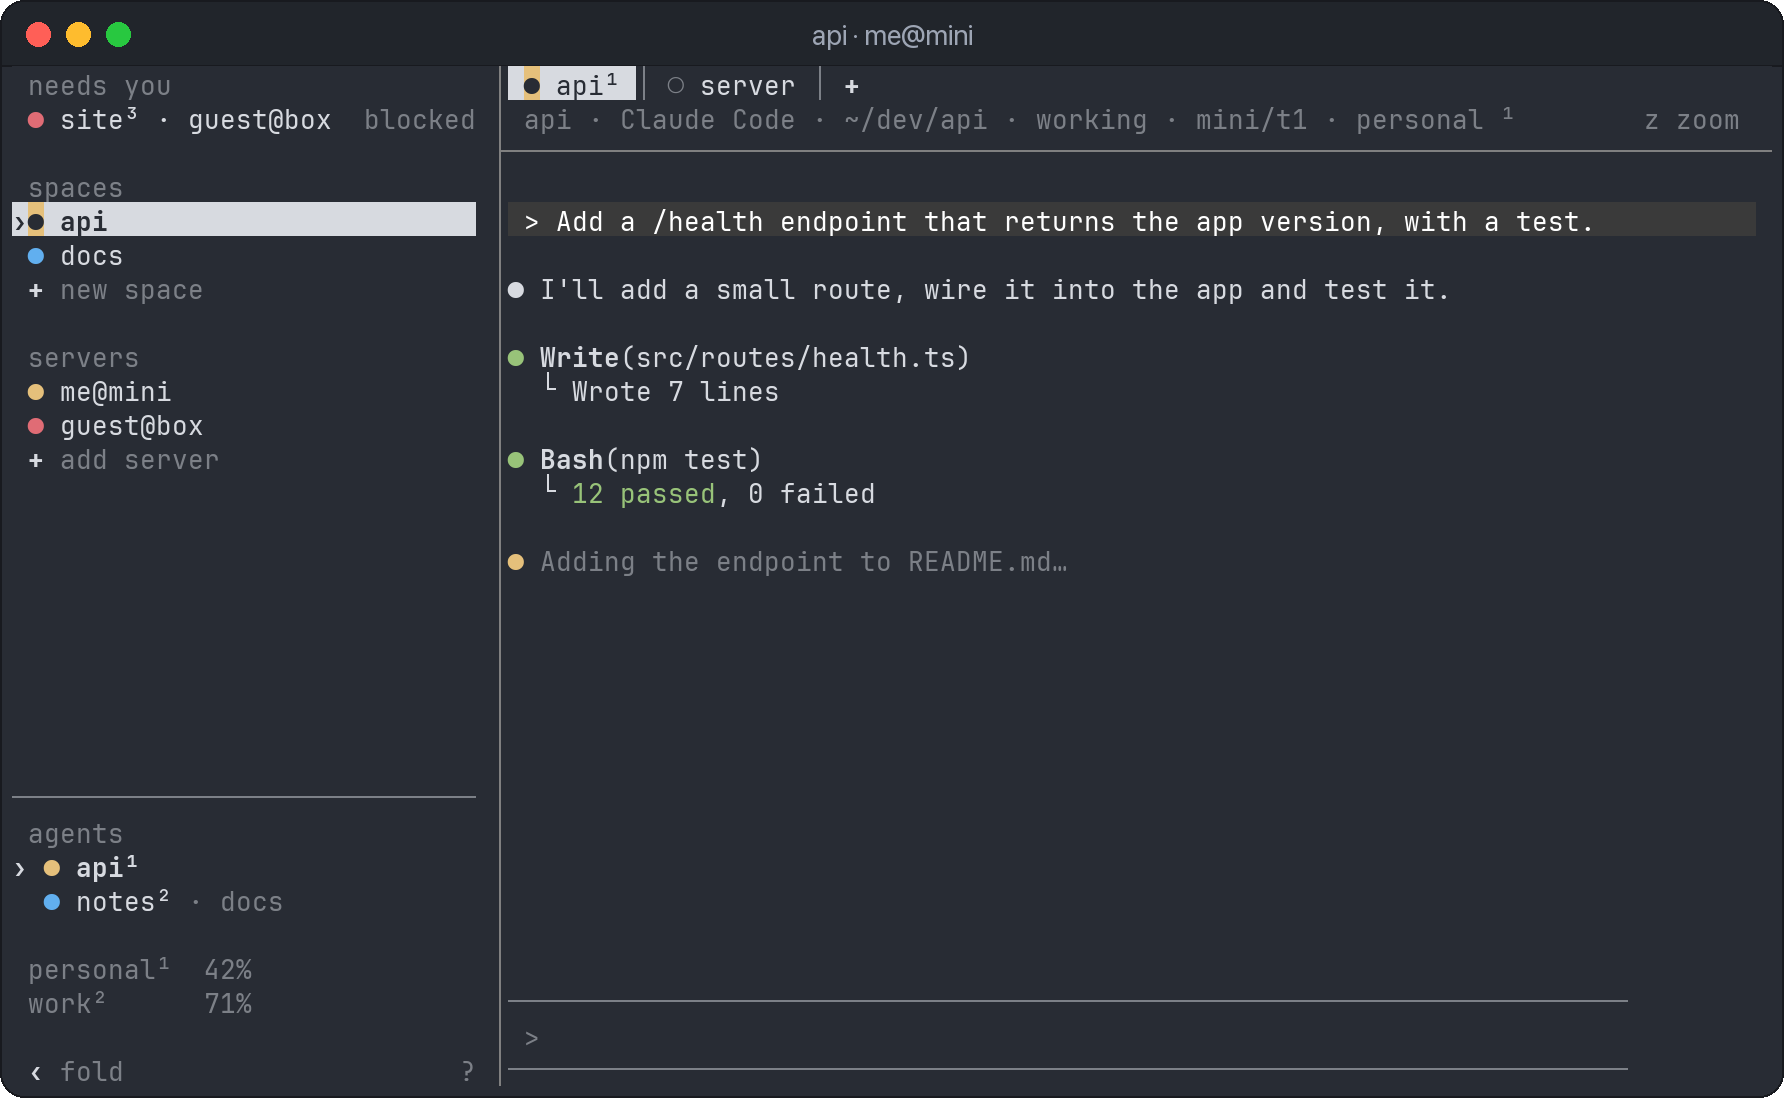 api · me@mini
needs you
● site³ · guest@box blocked
spaces
› ● api
● docs
+ new space
servers
● me@mini
● guest@box
+ add server
agents
› ● api¹
● notes² · docs
personal¹ 42%
work² 71%
‹ fold ?
● api¹ │ ○ server │ +
api · Claude Code · ~/dev/api · working · mini/t1 · personal ¹ z zoom
> Add a /health endpoint that returns the app version, with a test.
● I'll add a small route, wire it into the app and test it.
● Write(src/routes/health.ts)
└ Wrote 7 lines
● Bash(npm test)
└ 12 passed, 0 failed
● Adding the endpoint to README.md…
>